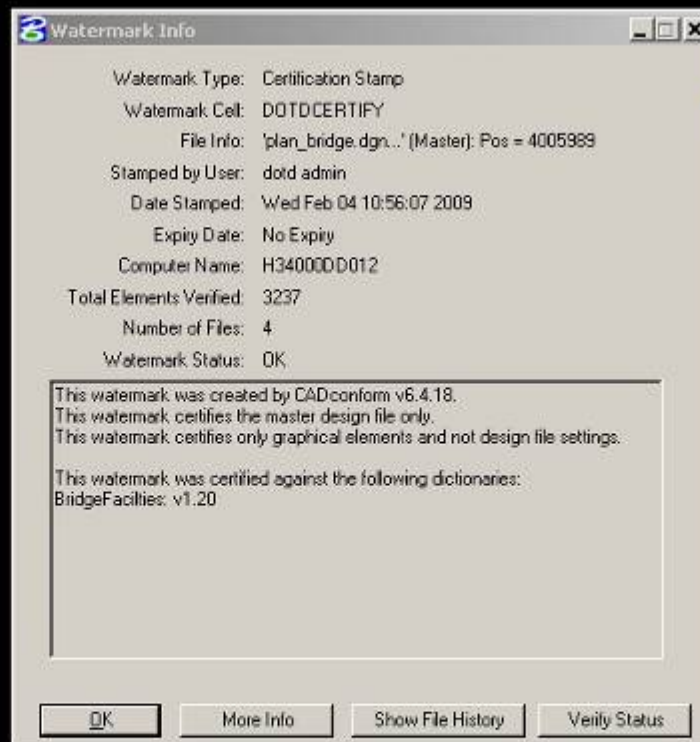 Watermark Info
Watermark Type: Certification Stamp
Watermark Cell: DOTDCERTIFY
File Info: 'plan_bridge.dgn...' (Master): Pos = 4005989
Stamped by User: dotd admin
Date Stamped: Wed Feb 04 10:56:07 2009
Expiry Date: No Expiry
Computer Name: H34000DD012
Total Elements Verified: 3237
Number of Files: 4
Watermark Status: OK
This watermark was created by CADconform v6.4.18.
This watermark certifies the master design file only.
This watermark certifies only graphical elements and not design file settings.
This watermark was certified against the following dictionaries:
BridgeFacilties: v1.20
OK More Info Show File History Verify Status